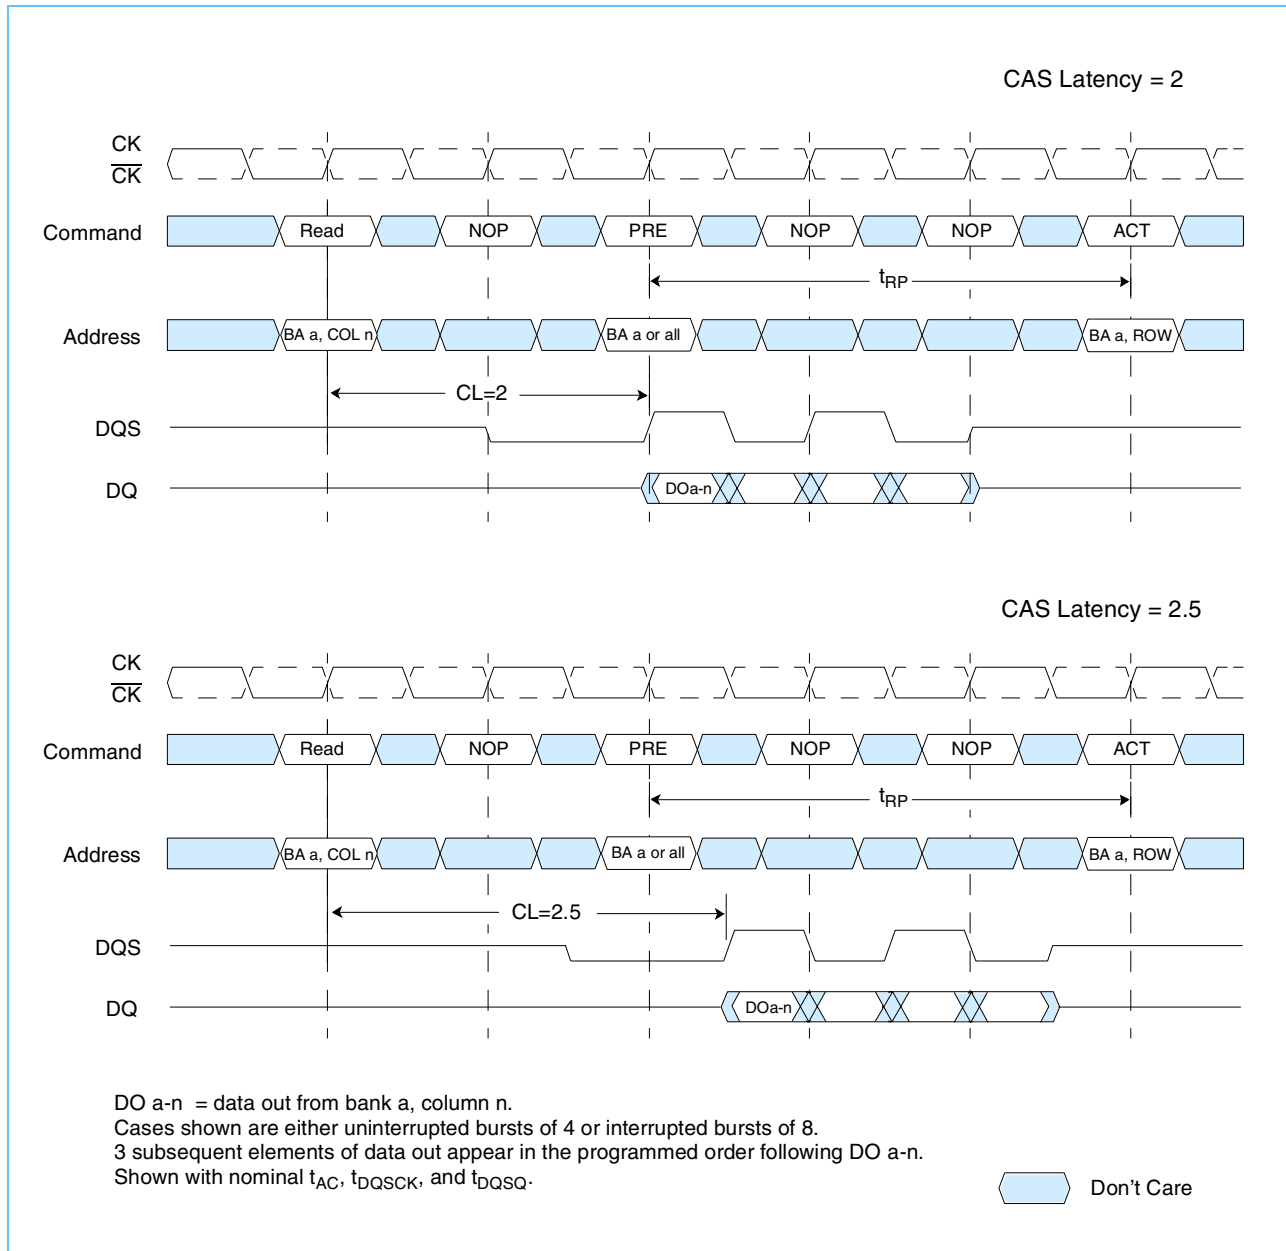 CAS Latency = 2
CK
CK
Command
Read
NOP
PRE
NOP
NOP
ACT
tRP
Address
BA a, COL n
BA a or all
BA a, ROW
CL=2
DQS
DQ
DOa-n
CAS Latency = 2.5
CK
CK
Command
Read
NOP
PRE
NOP
NOP
ACT
tRP
Address
BA a, COL n
BA a or all
BA a, ROW
CL=2.5
DQS
DQ
DOa-n
DO a-n = data out from bank a, column n.
Cases shown are either uninterrupted bursts of 4 or interrupted bursts of 8.
3 subsequent elements of data out appear in the programmed order following DO a-n.
Shown with nominal tAC, tDQSCK, and tDQSQ.
Don't Care